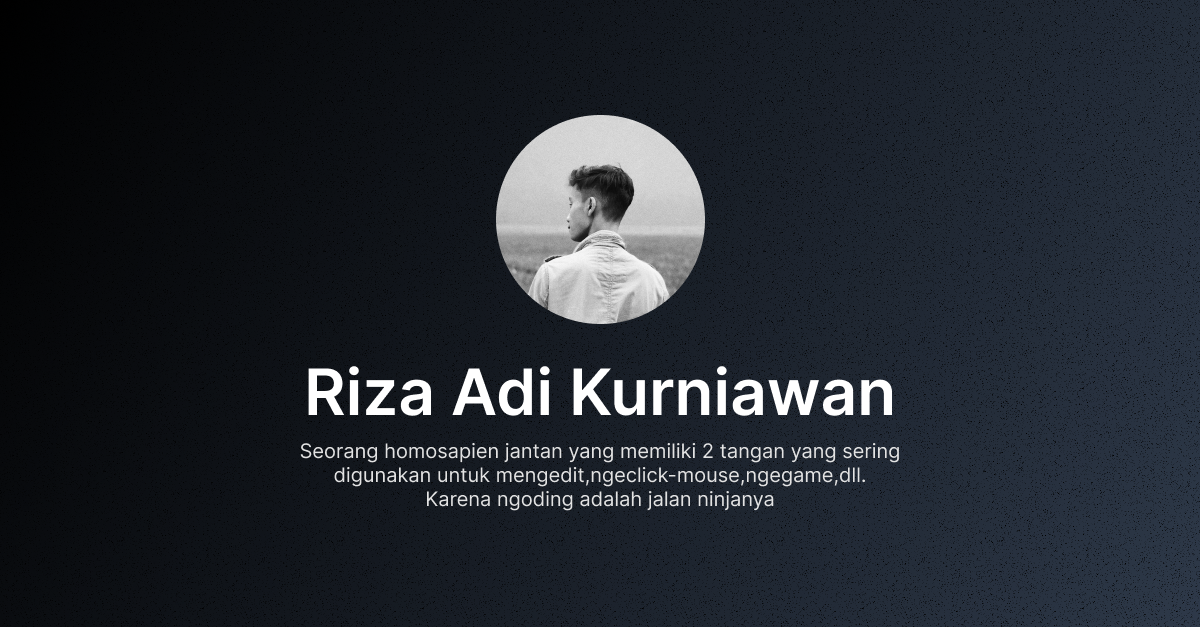 Riza Adi Kurniawan
Seorang homosapien jantan yang memiliki 2 tangan yang sering
digunakan untuk mengedit,ngeclick-mouse,ngegame,dll.
Karena ngoding adalah jalan ninjanya